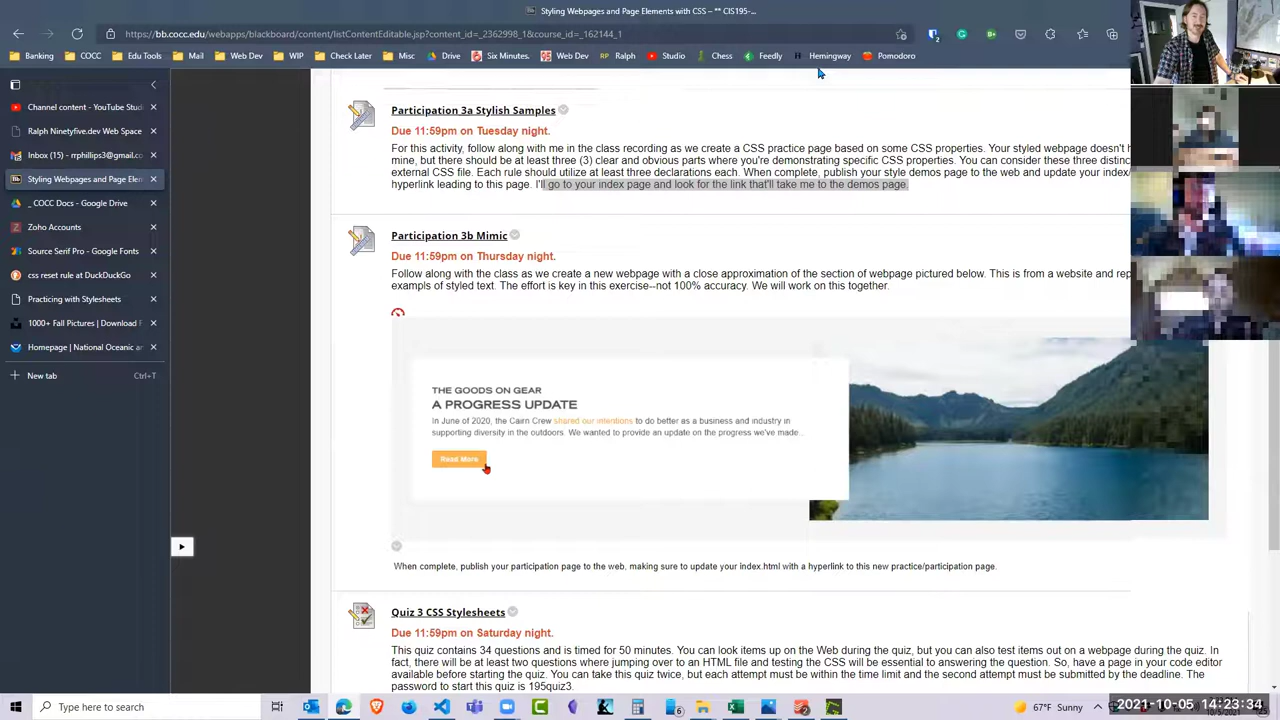 Styling Webpages and Page Elements with CSS – ** CIS195-...
https://bb.cocc.edu/webapps/blackboard/content/listContentEditable.jsp?content_id=_2362998_1&course_id=_162144_1
Banking COCC Edu Tools Mail Web Dev WIP Check Later Misc Drive Six Minutes. Web Dev Ralph Studio Chess Feedly Hemingway Pomodoro
Channel content - YouTube Stud
Ralph Ninetyfive.dev Web Space
Inbox (1) - rrphillips3@gmail.co
Styling Webpages and Page Elem
_ COCC Docs - Google Drive
Zoho Accounts
Source Serif Pro - Google Fonts
css reset rule at DuckDuckGo
Practicing with Stylesheets
1000+ Fall Pictures | Download F
Homepage | National Oceanic an
New tab Ctrl+T
Participation 3a Stylish Samples
Due 11:59pm on Tuesday night.
For this activity, follow along with me in the class recording as we create a CSS practice page based on some CSS properties. Your styled webpage doesn't h
mine, but there should be at least three (3) clear and obvious parts where you're demonstrating specific CSS properties. You can consider these three distinc
external CSS file. Each rule should utilize at least three declarations each. When complete, publish your style demos page to the web and update your index/
hyperlink leading to this page. I'll go to your index page and look for the link that'll take me to the demos page.
Participation 3b Mimic
Due 11:59pm on Thursday night.
Follow along with the class as we create a new webpage with a close approximation of the section of webpage pictured below. This is from a website and rep
examples of styled text. The effort is key in this exercise--not 100% accuracy. We will work on this together.
THE GOODS ON GEAR
A PROGRESS UPDATE
In June of 2020, the Cairn Crew shared our intentions to do better as a business and industry in
supporting diversity in the outdoors. We wanted to provide an update on the progress we've made...
Read More
When complete, publish your participation page to the web, making sure to update your index.html with a hyperlink to this new practice/participation page.
Quiz 3 CSS Stylesheets
Due 11:59pm on Saturday night.
This quiz contains 34 questions and is timed for 50 minutes. You can look items up on the Web during the quiz, but you can also test items out on a webpage during the quiz. In
fact, there will be at least two questions where jumping over to an HTML file and testing the CSS will be essential to answering the question. So, have a page in your code editor
available before starting the quiz. You can take this quiz twice, but each attempt must be within the time limit and the second attempt must be submitted by the deadline. The
password to start this quiz is 195quiz3.
Type here to search
67°F Sunny
2021-10-05 14:23:34